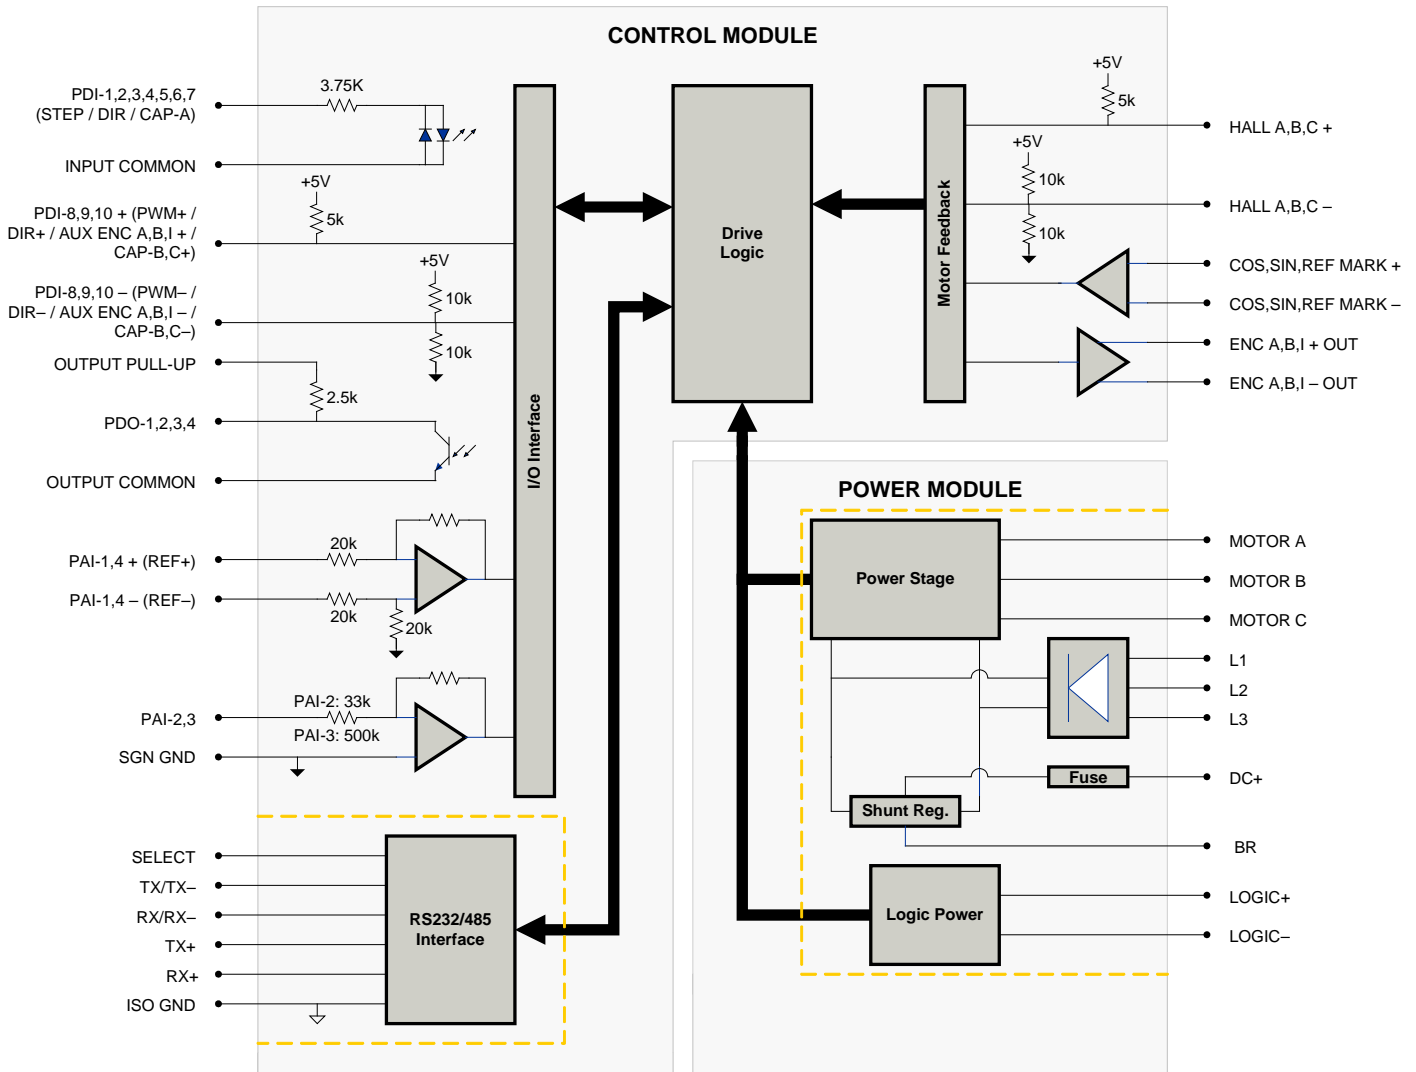 CONTROL MODULE
PDI-1,2,3,4,5,6,7
(STEP / DIR / CAP-A)
3.75K
INPUT COMMON
+5V
5k
PDI-8,9,10 + (PWM+ /
DIR+ / AUX ENC A,B,I + /
CAP-B,C+)
+5V
10k
10k
PDI-8,9,10 – (PWM– /
DIR– / AUX ENC A,B,I – /
CAP-B,C–)
OUTPUT PULL-UP
2.5k
PDO-1,2,3,4
OUTPUT COMMON
20k
PAI-1,4 + (REF+)
PAI-1,4 – (REF–)
20k
20k
PAI-2: 33k
PAI-2,3
PAI-3: 500k
SGN GND
I/O Interface
SELECT
TX/TX–
RX/RX–
TX+
RX+
ISO GND
RS232/485
Interface
Drive
Logic
Motor Feedback
+5V
5k
HALL A,B,C +
+5V
10k
10k
HALL A,B,C –
COS,SIN,REF MARK +
COS,SIN,REF MARK –
ENC A,B,I + OUT
ENC A,B,I – OUT
POWER MODULE
Power Stage
MOTOR A
MOTOR B
MOTOR C
L1
L2
L3
Fuse
DC+
Shunt Reg.
BR
Logic Power
LOGIC+
LOGIC–